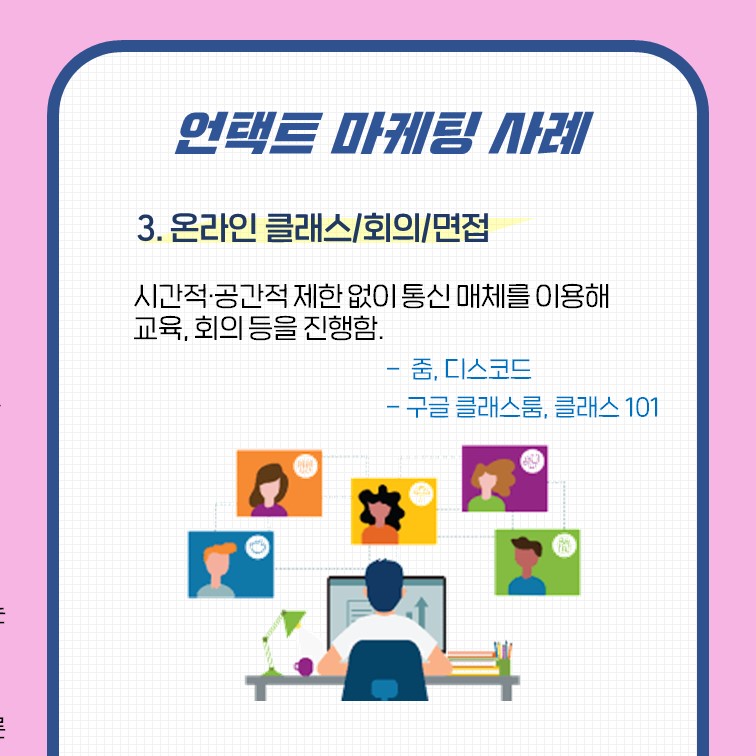 언택트 마케팅 사례
3. 온라인 클래스/회의/면접
시간적·공간적 제한 없이 통신 매체를 이용해
교육, 회의 등을 진행함.
- 줌, 디스코드
- 구글 클래스룸, 클래스 101